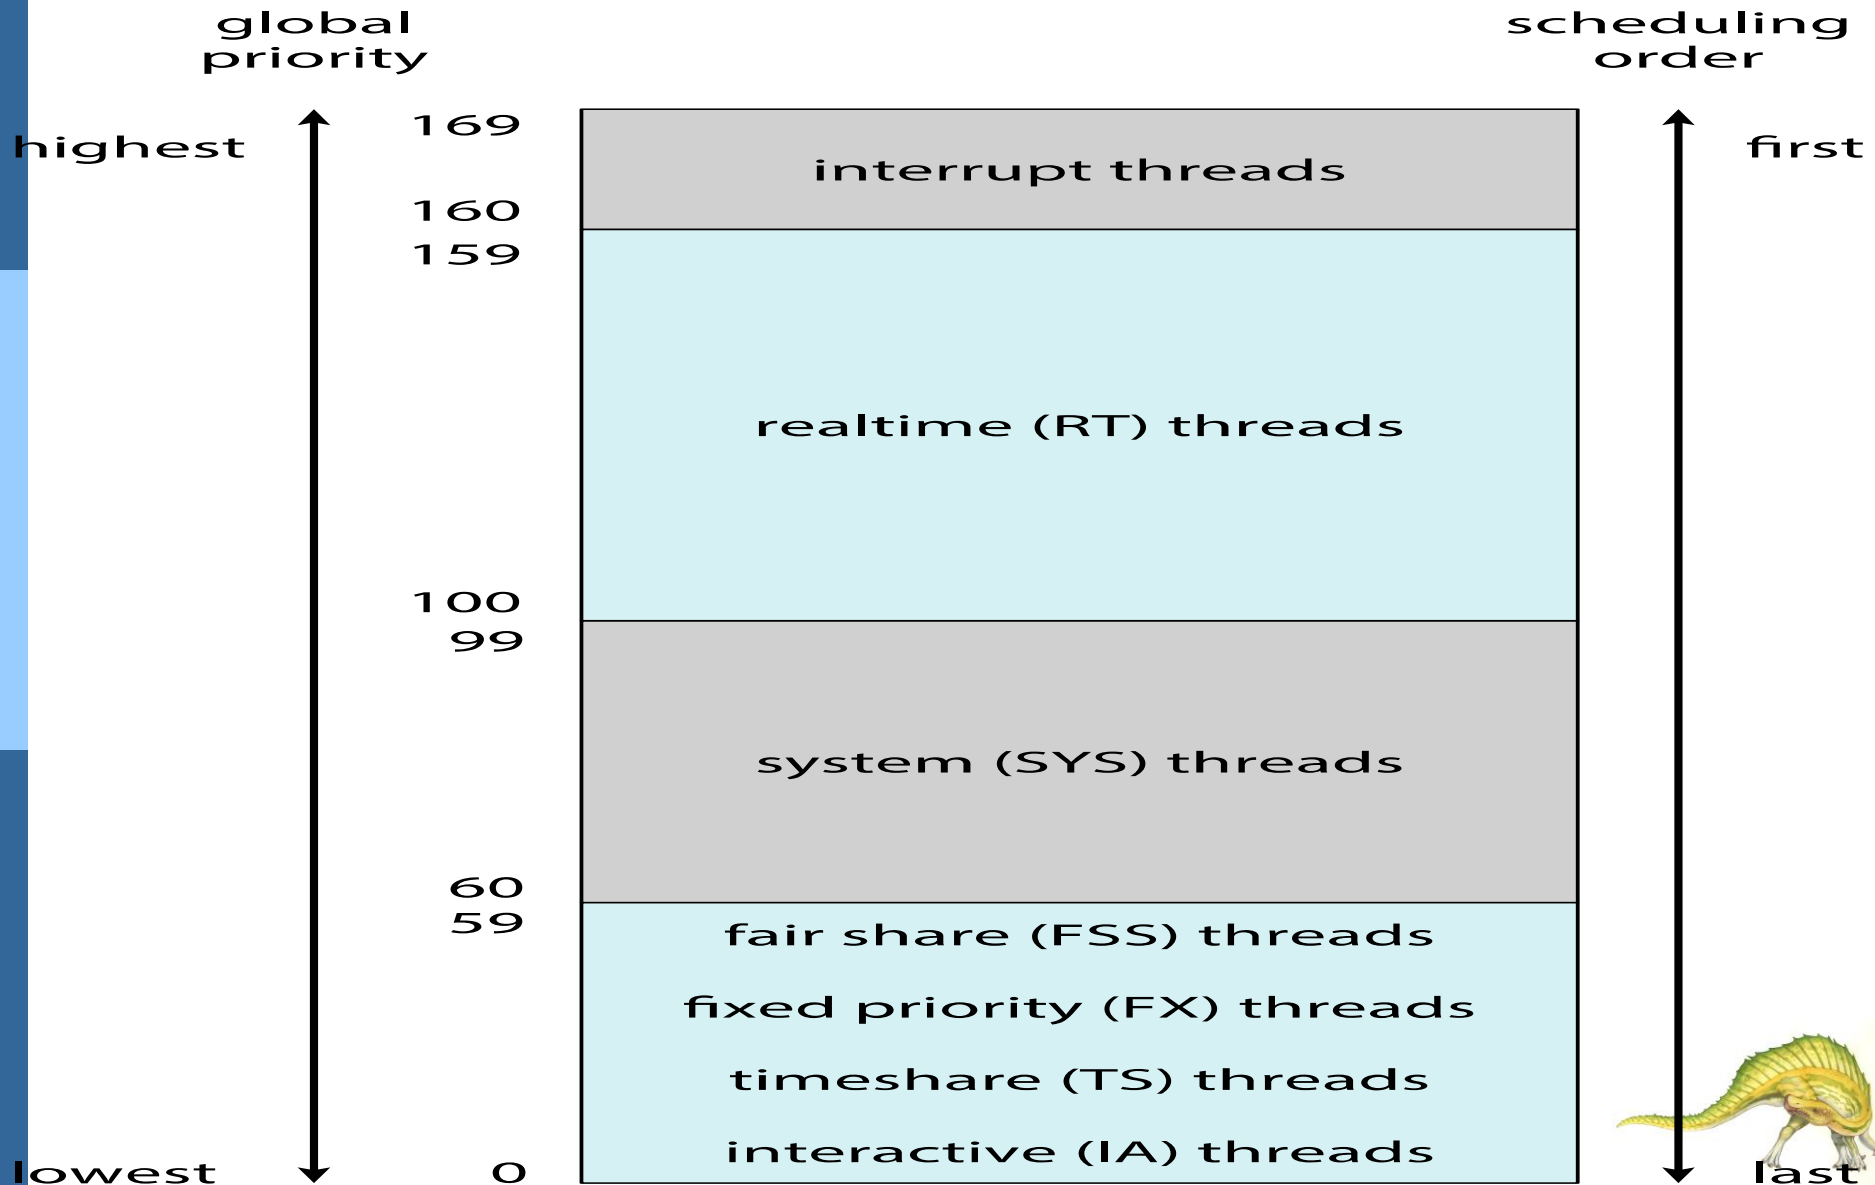 global
priority
scheduling
order
highest
169
interrupt threads
first
160
159
realtime (RT) threads
100
99
system (SYS) threads
60
59
fair share (FSS) threads
fixed priority (FX) threads
timeshare (TS) threads
interactive (IA) threads
lowest
0
last